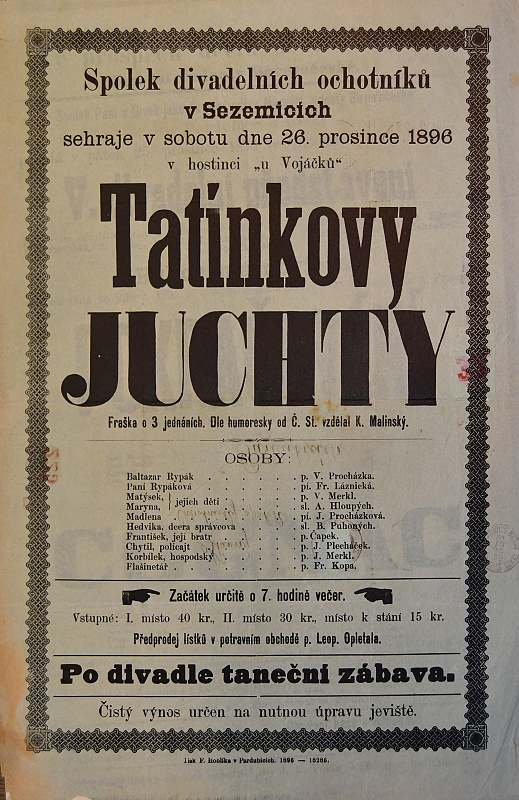 Spolek divadelních ochotníků
v Sezemicích
sehraje v sobotu dne 26. prosince 1896
v hostinci „u Vojáčků“
Tatínkovy
JUCHTY
Fraška o 3 jednáních. Dle humoresky od Č. St. vzdělal K. Malinský.
OSOBY:
Baltazar Rypák . . . . . . p. V. Procházka.
Paní Rypáková . . . . . . pí. Fr. Láznická.
Matýsek, } jejich děti . . . . p. V. Merkl.
Maryna, sl. A. Hloupých.
Madlena . . . . . . pí. J. Procházková.
Hedvika, dcera správcova . . . sl. B. Puhoných.
František, její bratr . . . . p. Čapek.
Chytil, policajt . . . . . p. J. Plecháček.
Korbílek, hospodský . . . . p. J. Merkl.
Flašinetář . . . . . . p. Fr. Kopa.
Začátek určitě o 7. hodině večer.
Vstupné: I. místo 40 kr., II. místo 30 kr., místo k stání 15 kr.
Předprodej lístků v potravním obchodě p. Leop. Opletala.
Po divadle taneční zábava.
Čistý výnos určen na nutnou úpravu jeviště.
Tisk F. Hoblíka v Pardubicích. 1896 — 18286.